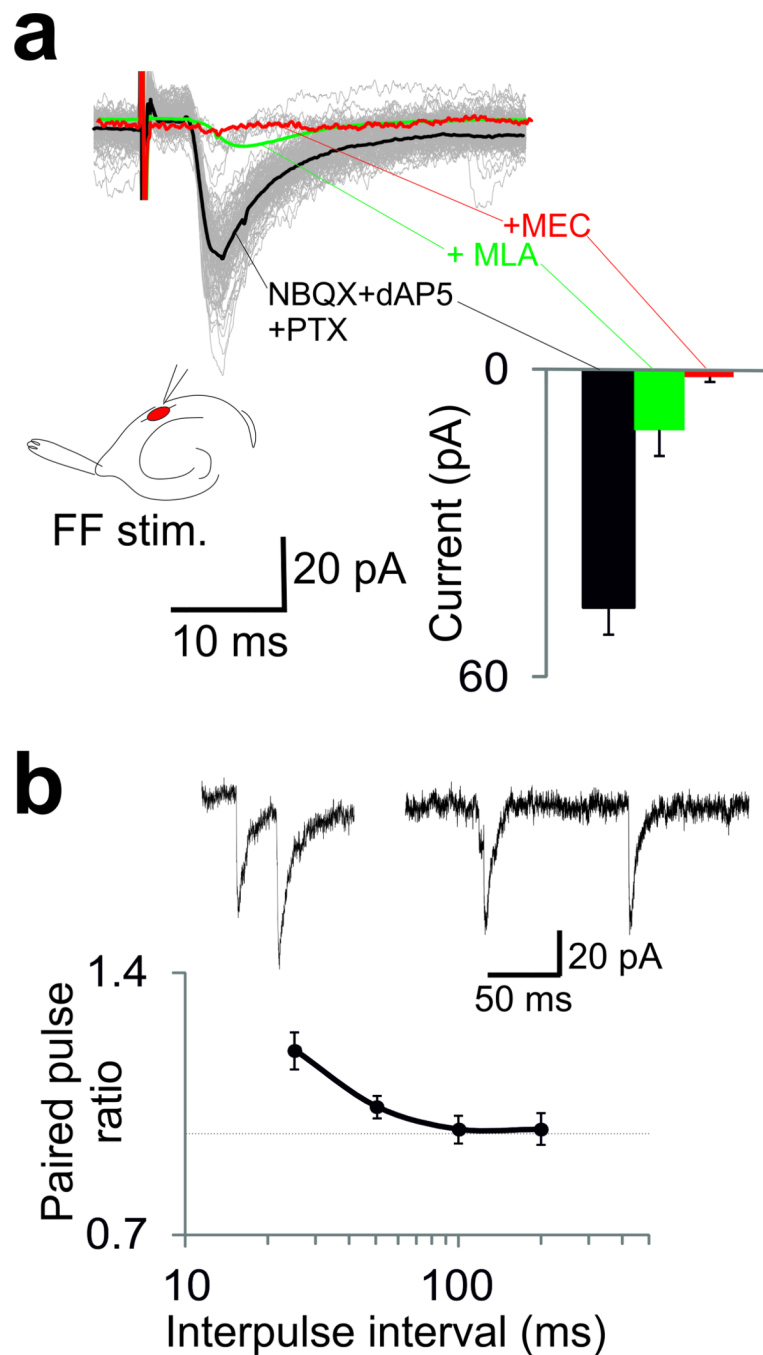 a
+MEC
+ MLA
NBQX+dAP5
+PTX
FF stim.
20 pA
10 ms
0
Current (pA)
60
b
20 pA
50 ms
1.4
Paired pulse
ratio
0.7
10
100
Interpulse interval (ms)